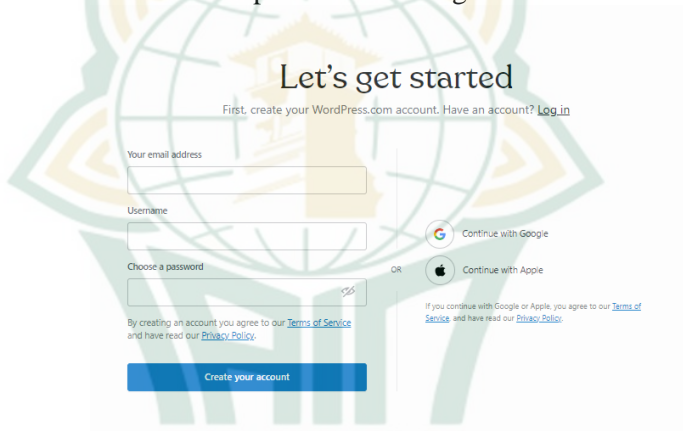 Let's get started
First, create your WordPress.com account. Have an account? Log in
Your email address
Username
Choose a password
By creating an account you agree to our Terms of Service
and have read our Privacy Policy.
Create your account
OR
Continue with Google
Continue with Apple
If you continue with Google or Apple, you agree to our Terms of
Service, and have read our Privacy Policy.